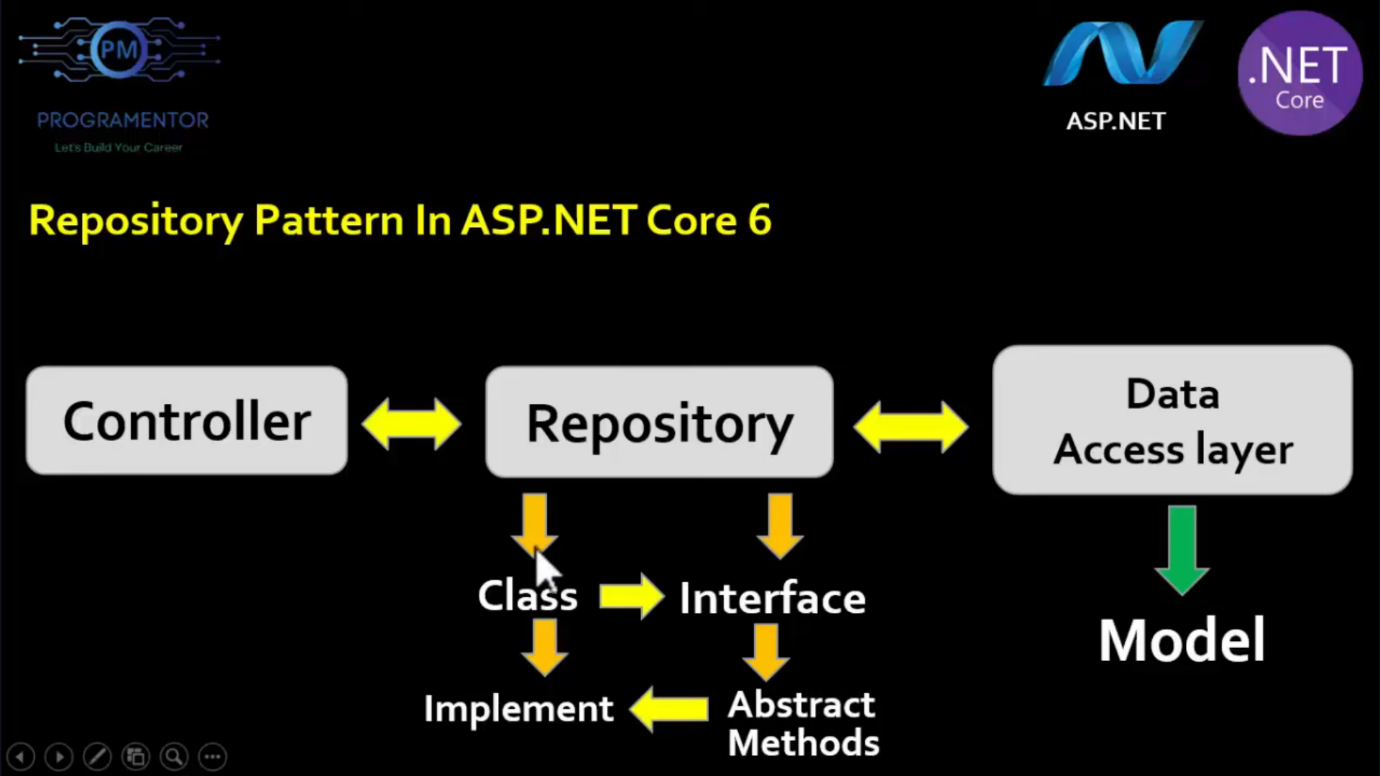 PM
PROGRAMENTOR
Let's Build Your Career
ASP.NET
.NET
Core
Repository Pattern In ASP.NET Core 6
Controller
Repository
Data
Access layer
Class
Interface
Model
Implement
Abstract
Methods